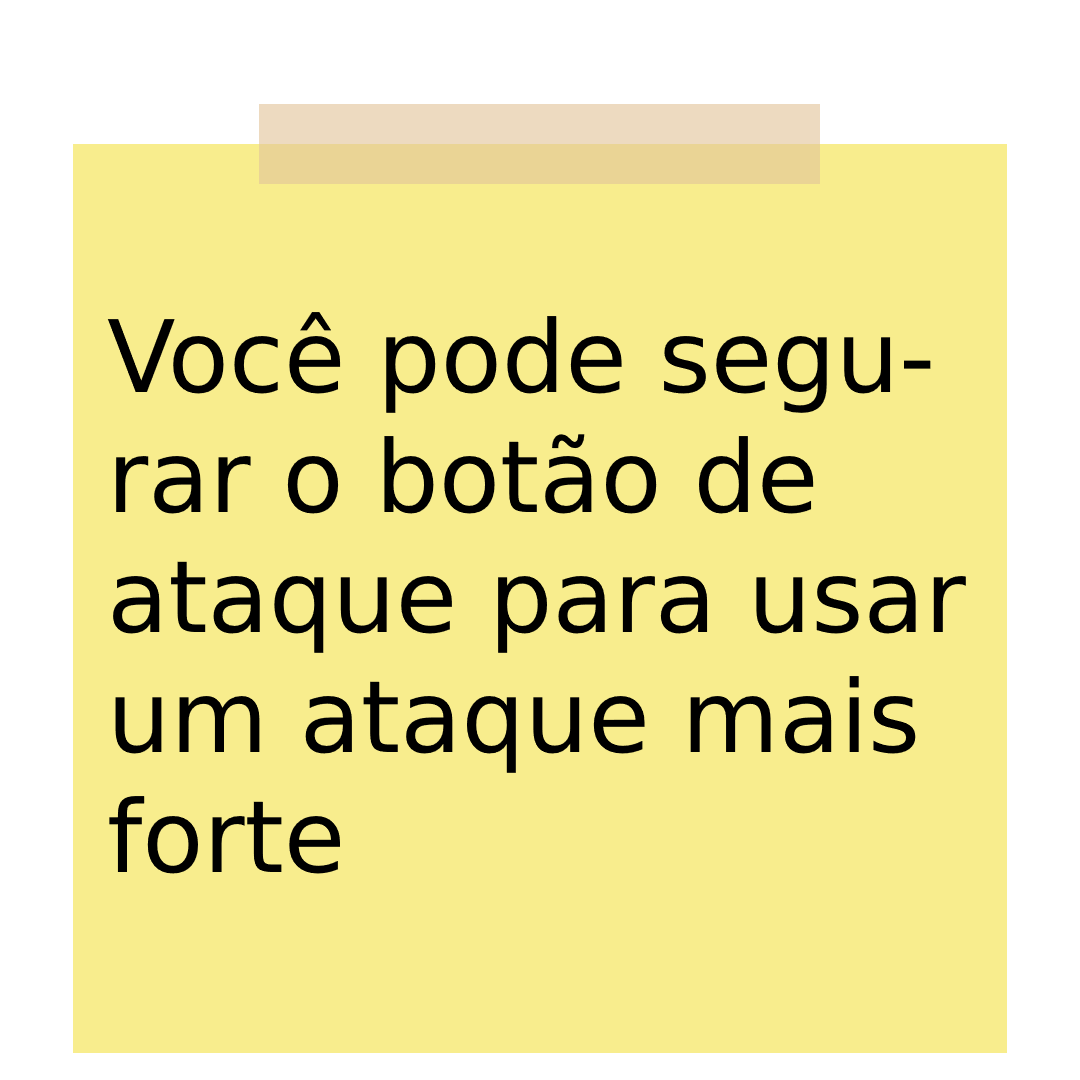 Você pode segu-
rar o botão de
ataque para usar
um ataque mais
forte